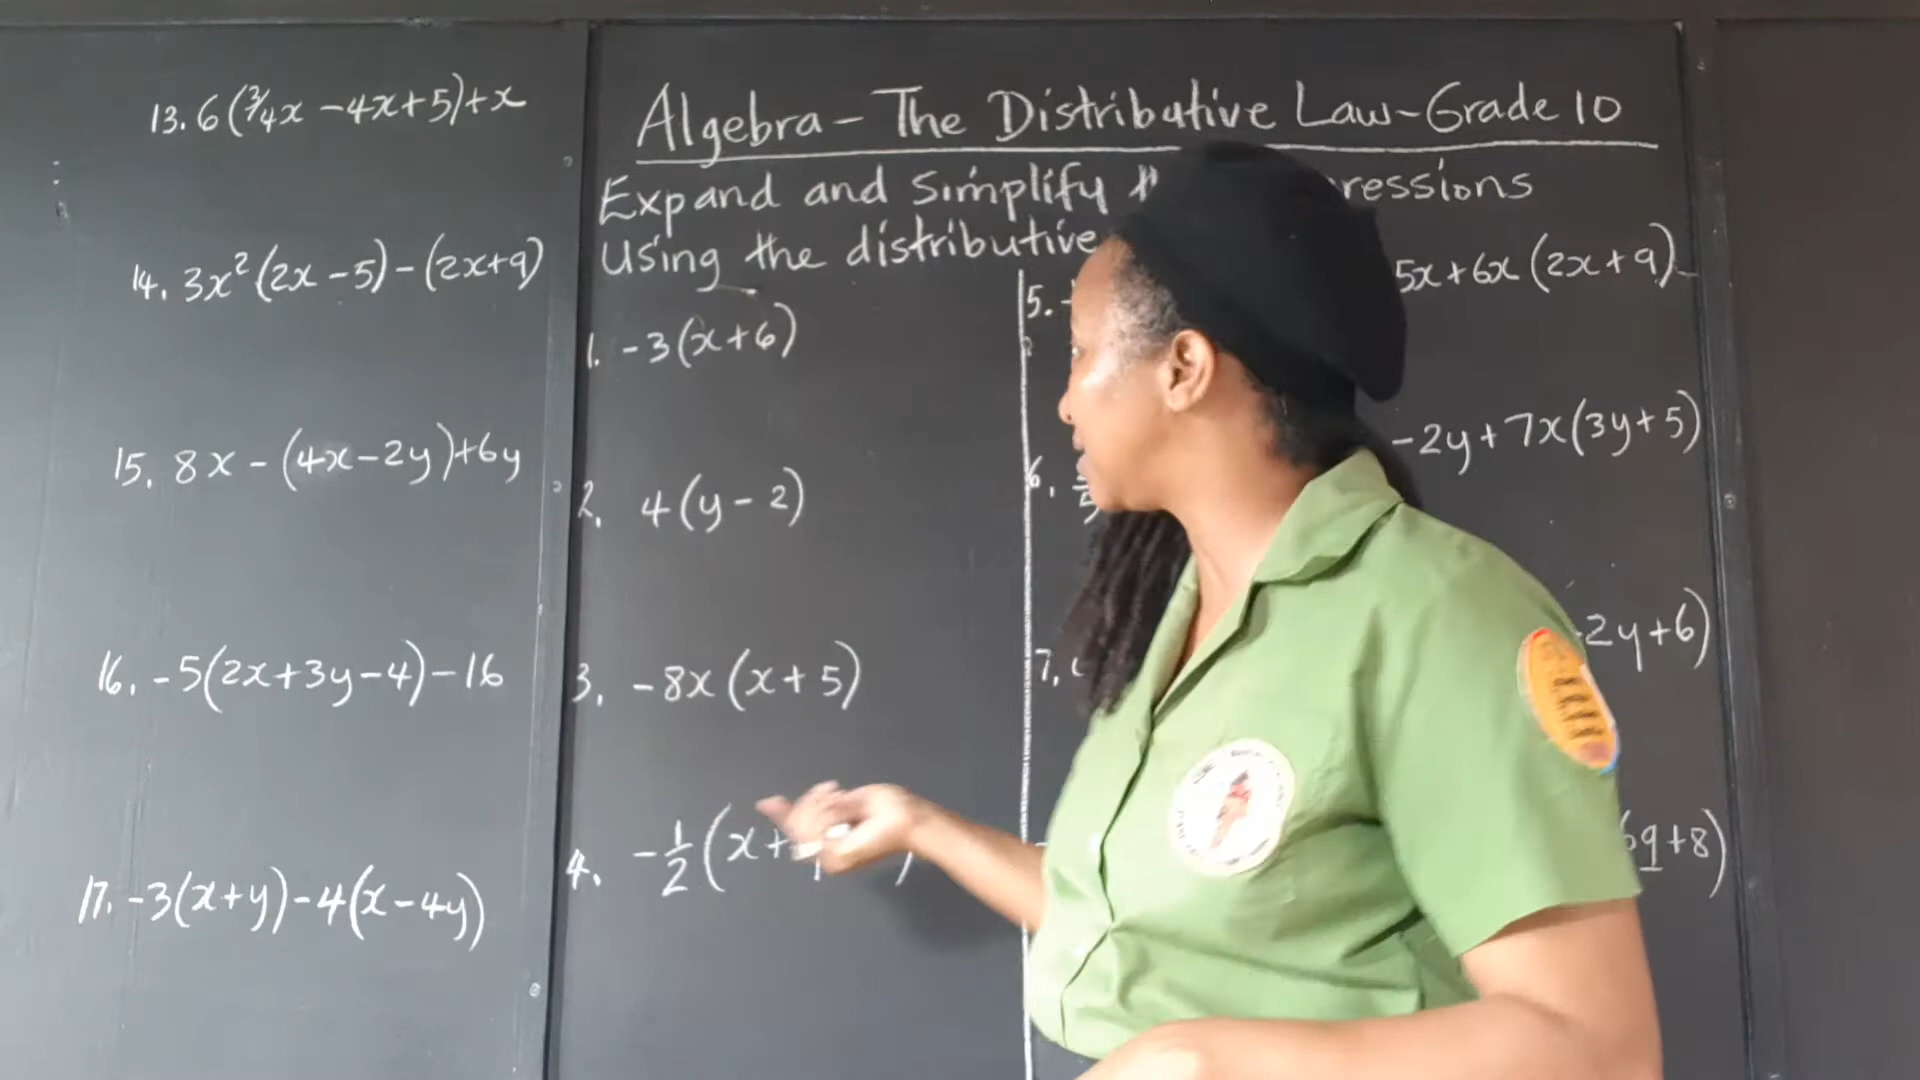 Algebra - The Distributive Law - Grade 10
Expand and Simplify ressions
Using the distributive
1. -3(x+6)
2. 4(y-2)
3. -8x(x+5)
4. -1/2(x+
5.
6.
7.
5x+6x(2x+9)
-2y+7x(3y+5)
2y+6)
q+8)
13. 6(3/4x-4x+5)+x
14. 3x²(2x-5)-(2x+9)
15. 8x-(4x-2y)+6y
16. -5(2x+3y-4)-16
17. -3(x+y)-4(x-4y)